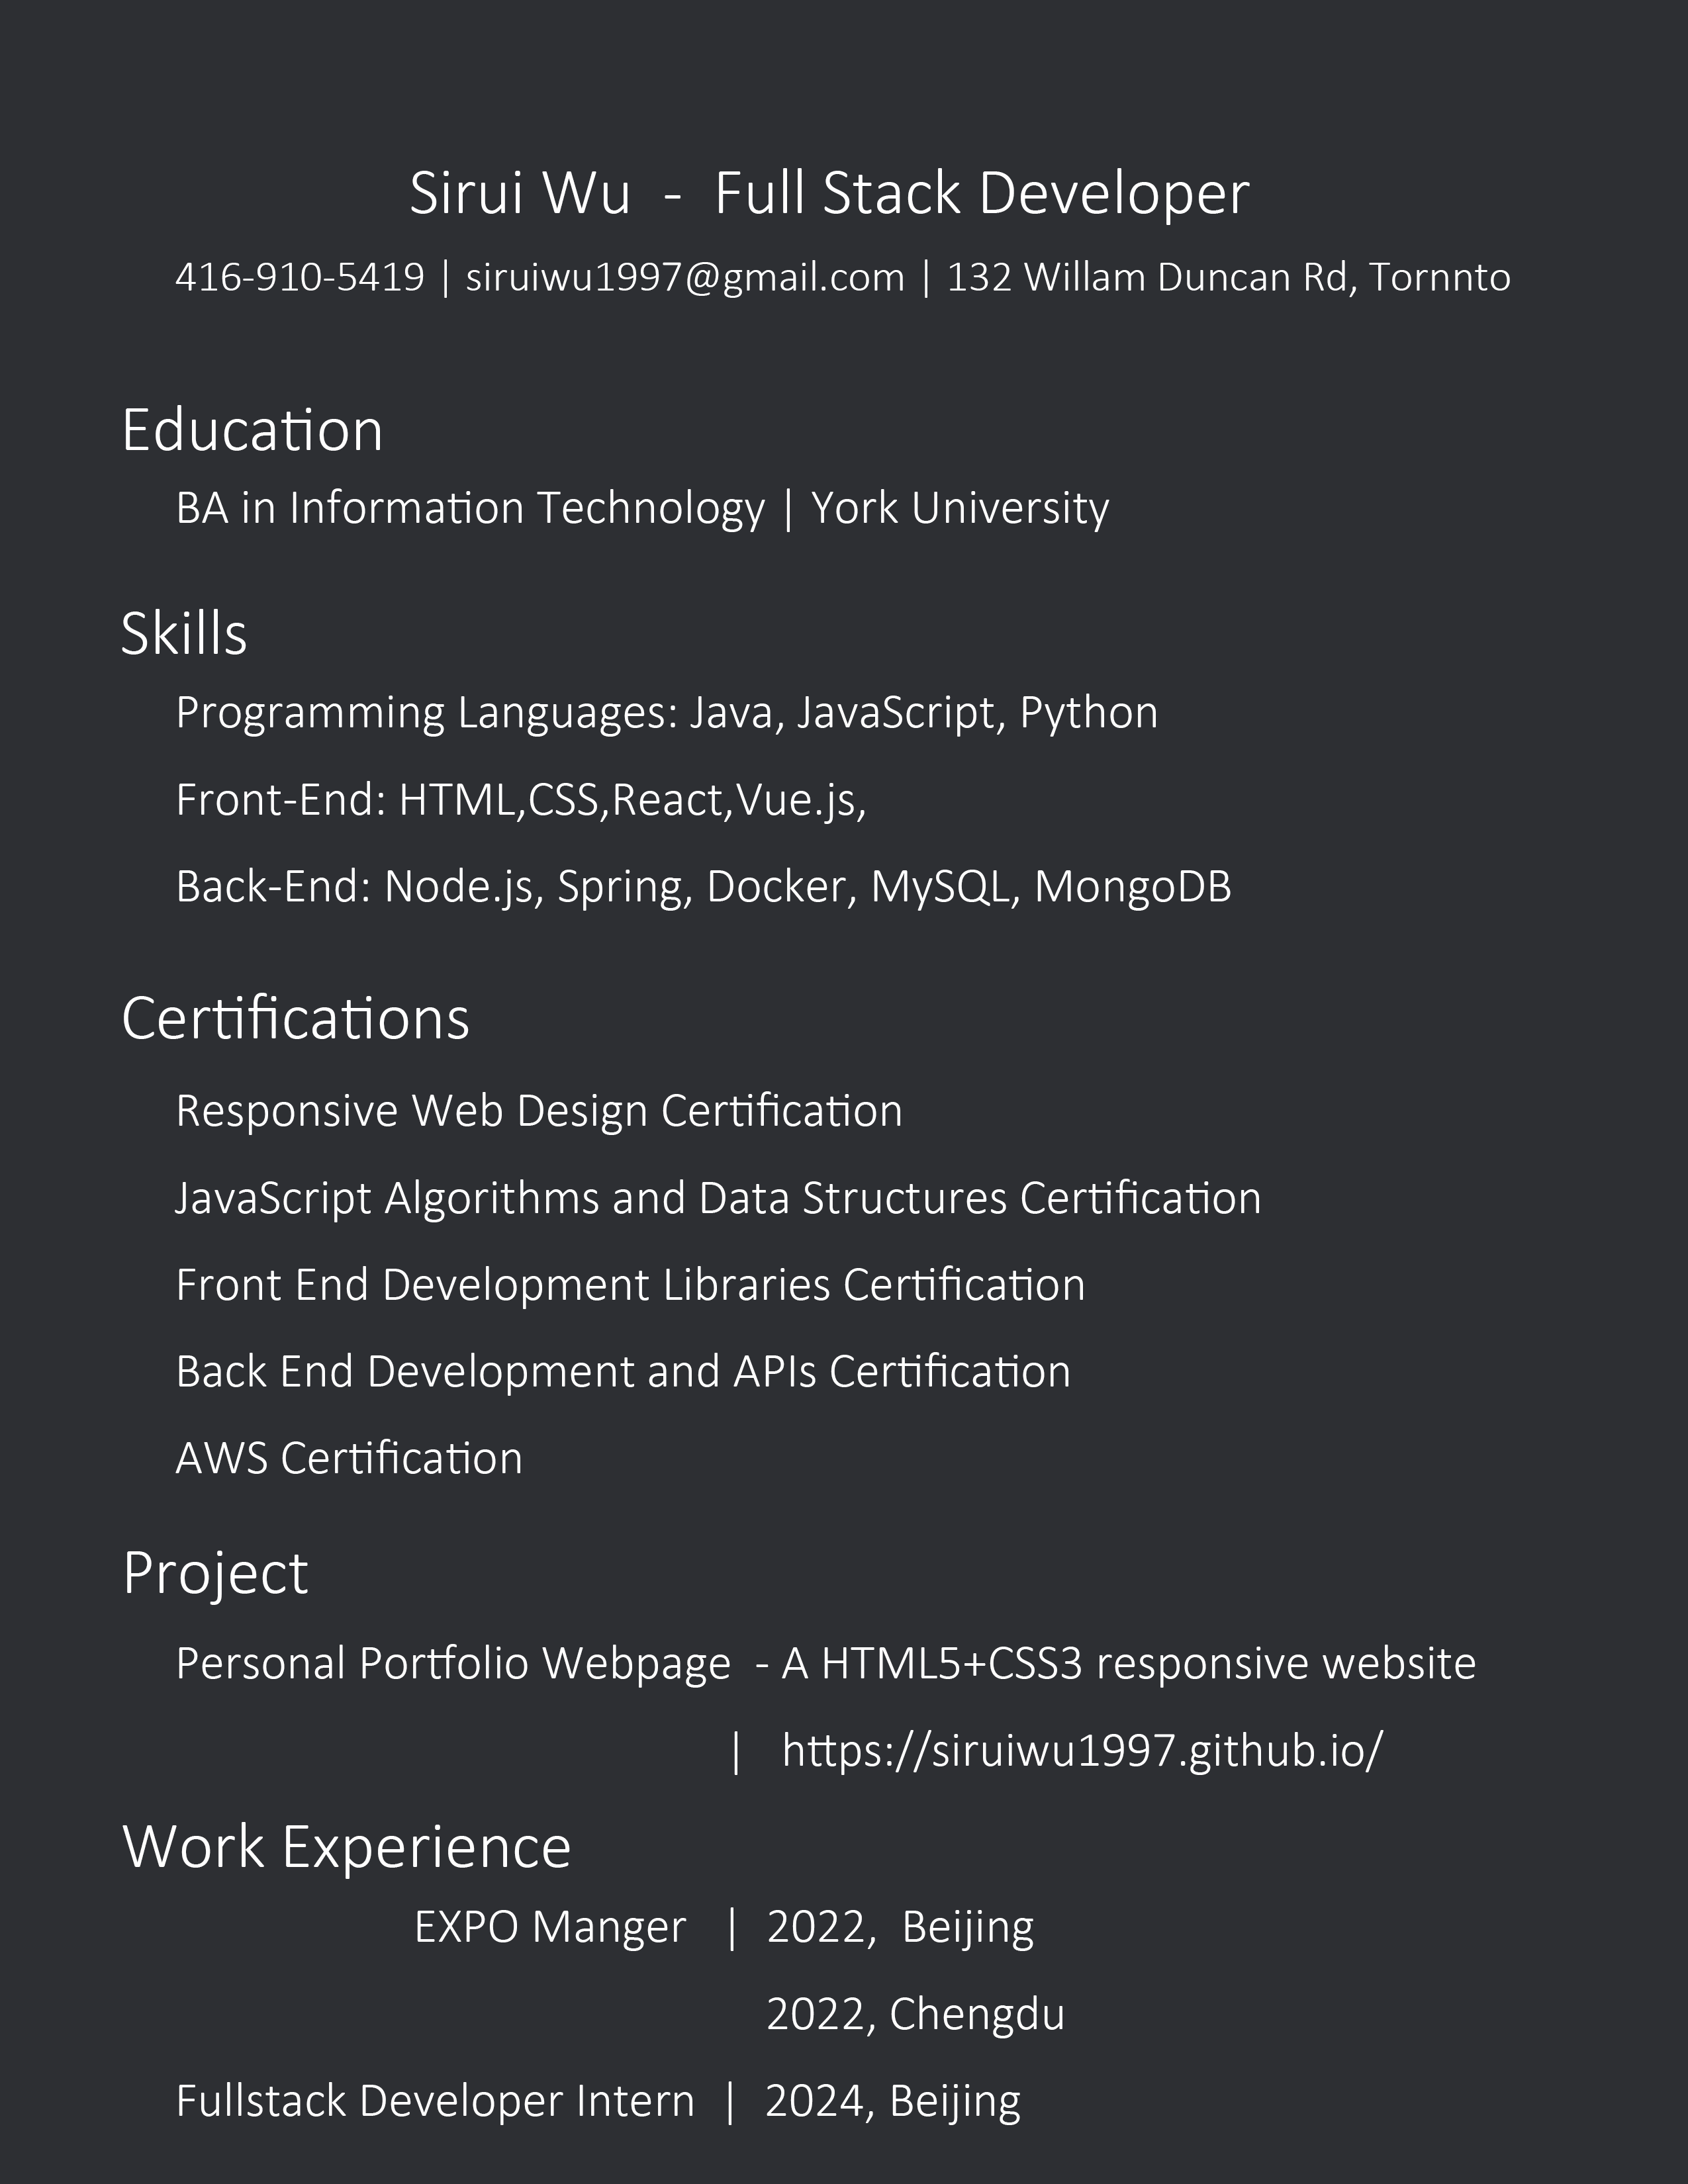 Sirui Wu  -  Full Stack Developer
416-910-5419 | siruiwu1997@gmail.com | 132 Willam Duncan Rd, Tornnto
Education
BA in Information Technology | York University
Skills
Programming Languages: Java, JavaScript, Python
Front-End: HTML,CSS,React,Vue.js,
Back-End: Node.js, Spring, Docker, MySQL, MongoDB
Certifications
Responsive Web Design Certification
JavaScript Algorithms and Data Structures Certification
Front End Development Libraries Certification
Back End Development and APIs Certification
AWS Certification
Project
Personal Portfolio Webpage  - A HTML5+CSS3 responsive website
|   https://siruiwu1997.github.io/
Work Experience
EXPO Manger   |  2022,  Beijing
2022, Chengdu
Fullstack Developer Intern  |  2024, Beijing